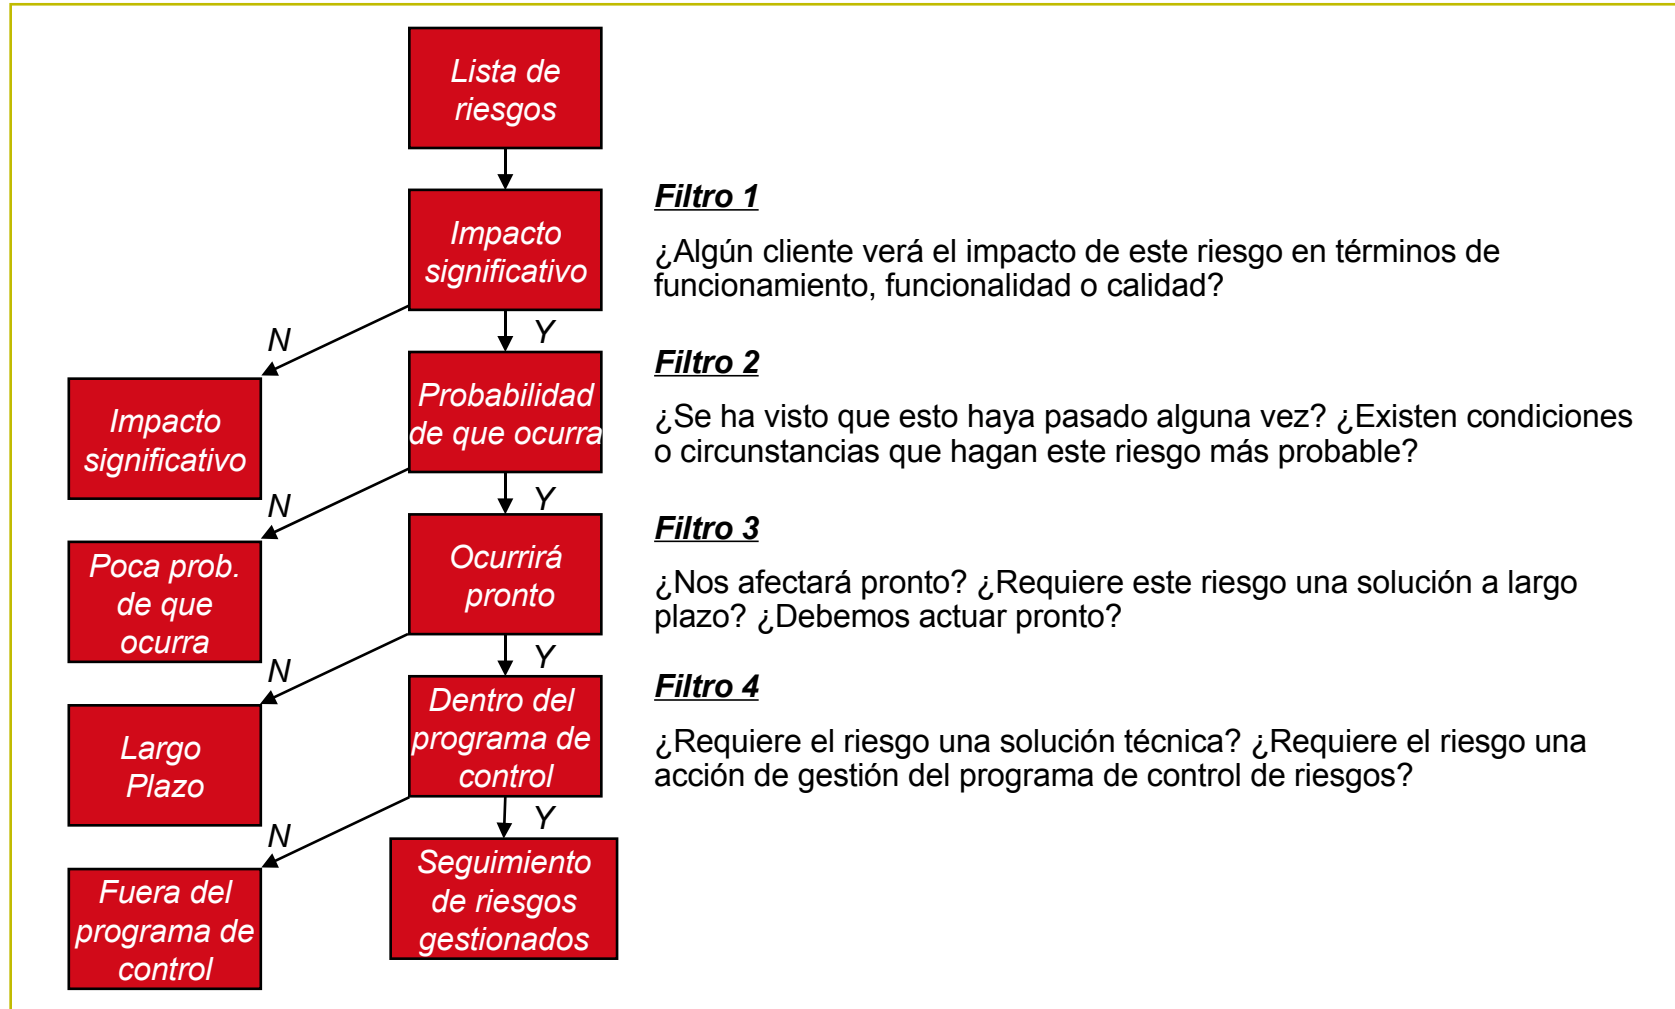 Lista de
riesgos
Impacto
significativo
Filtro 1
¿Algún cliente verá el impacto de este riesgo en términos de
funcionamiento, funcionalidad o calidad?
N
Y
Impacto
significativo
Probabilidad
de que ocurra
Filtro 2
¿Se ha visto que esto haya pasado alguna vez? ¿Existen condiciones
o circunstancias que hagan este riesgo más probable?
N
Y
Poca prob.
de que
ocurra
Ocurrirá
pronto
Filtro 3
¿Nos afectará pronto? ¿Requiere este riesgo una solución a largo
plazo? ¿Debemos actuar pronto?
N
Y
Largo
Plazo
Dentro del
programa de
control
Filtro 4
¿Requiere el riesgo una solución técnica? ¿Requiere el riesgo una
acción de gestión del programa de control de riesgos?
N
Y
Fuera del
programa de
control
Seguimiento
de riesgos
gestionados